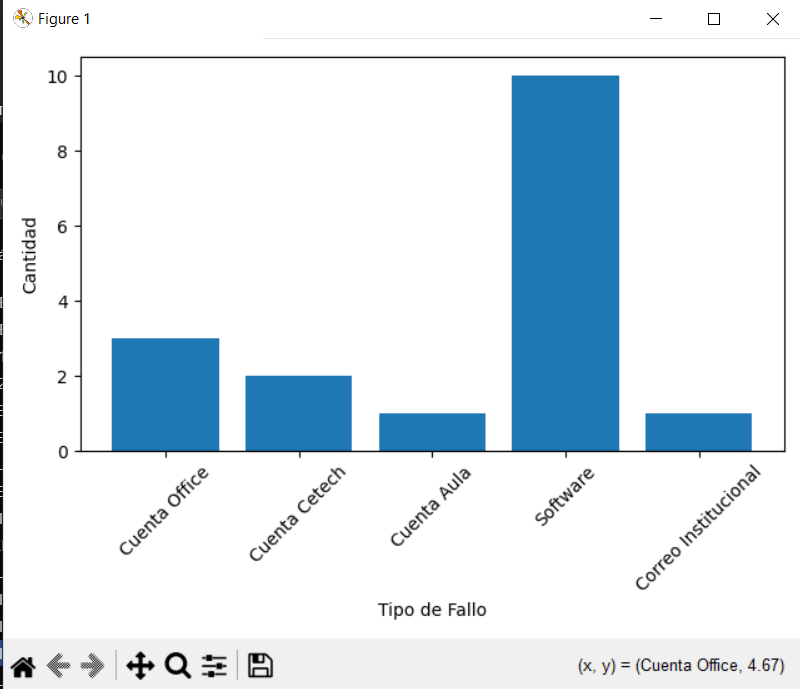 Figure 1
10
8
6
4
2
0
Cantidad
Cuenta Office
Cuenta Cetech
Cuenta Aula
Software
Correo Institucional
Tipo de Fallo
(x, y) = (Cuenta Office, 4.67)